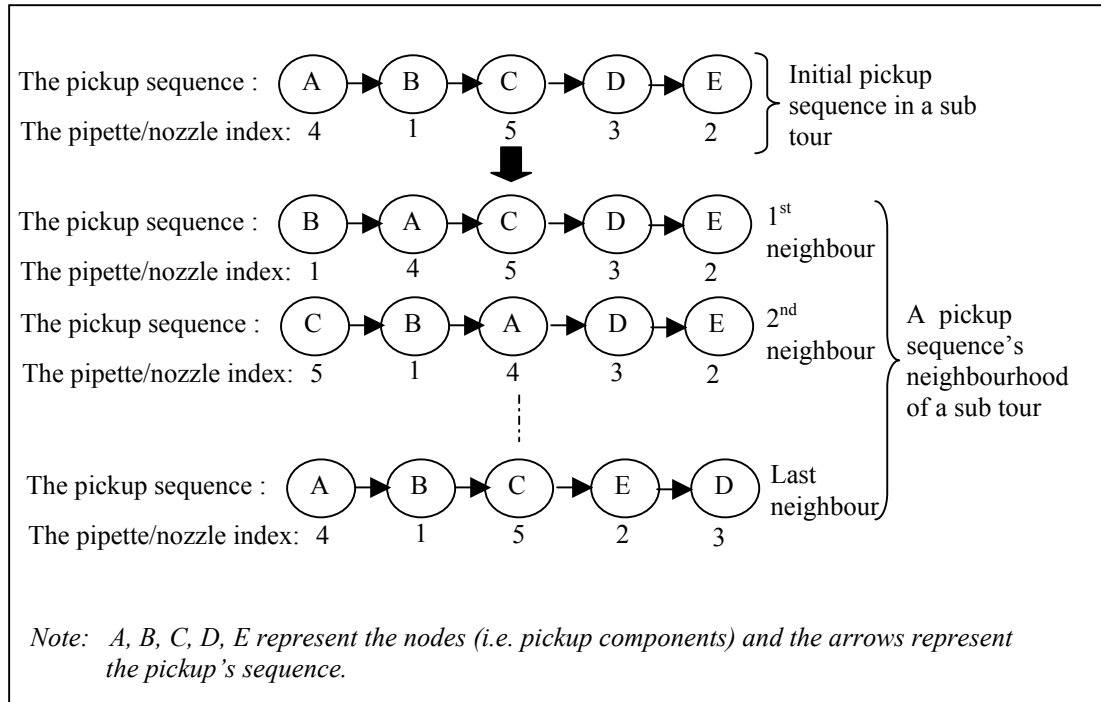 The pickup sequence : A B C D E
The pipette/nozzle index: 4 1 5 3 2
Initial pickup
sequence in a sub
tour
The pickup sequence : B A C D E
The pipette/nozzle index: 1 4 5 3 2
1st
neighbour
The pickup sequence : C B A D E
The pipette/nozzle index: 5 1 4 3 2
2nd
neighbour
The pickup sequence : A B C E D
The pipette/nozzle index: 4 1 5 2 3
Last
neighbour
A pickup
sequence's
neighbourhood
of a sub tour
Note: A, B, C, D, E represent the nodes (i.e. pickup components) and the arrows represent
the pickup's sequence.